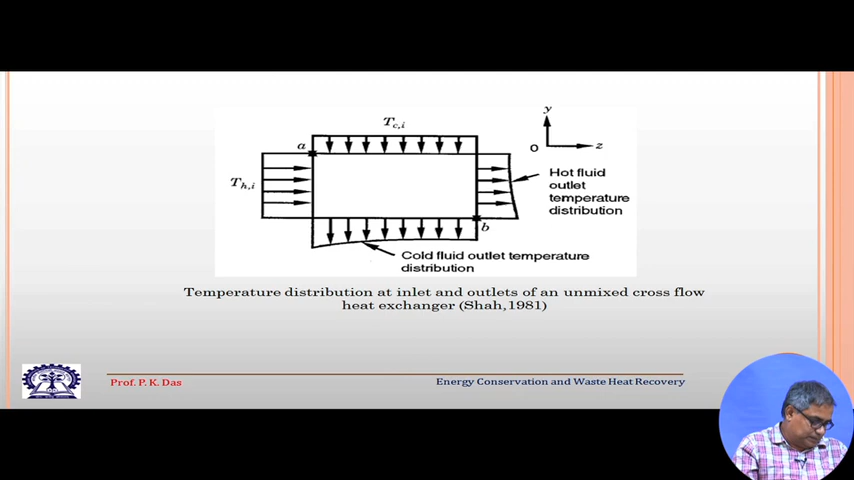 T c,i
y
a
O
z
T h,i
Hot fluid
outlet
temperature
distribution
b
Cold fluid outlet temperature
distribution
Temperature distribution at inlet and outlets of an unmixed cross flow
heat exchanger (Shah,1981)
Prof. P. K. Das
Energy Conservation and Waste Heat Recovery